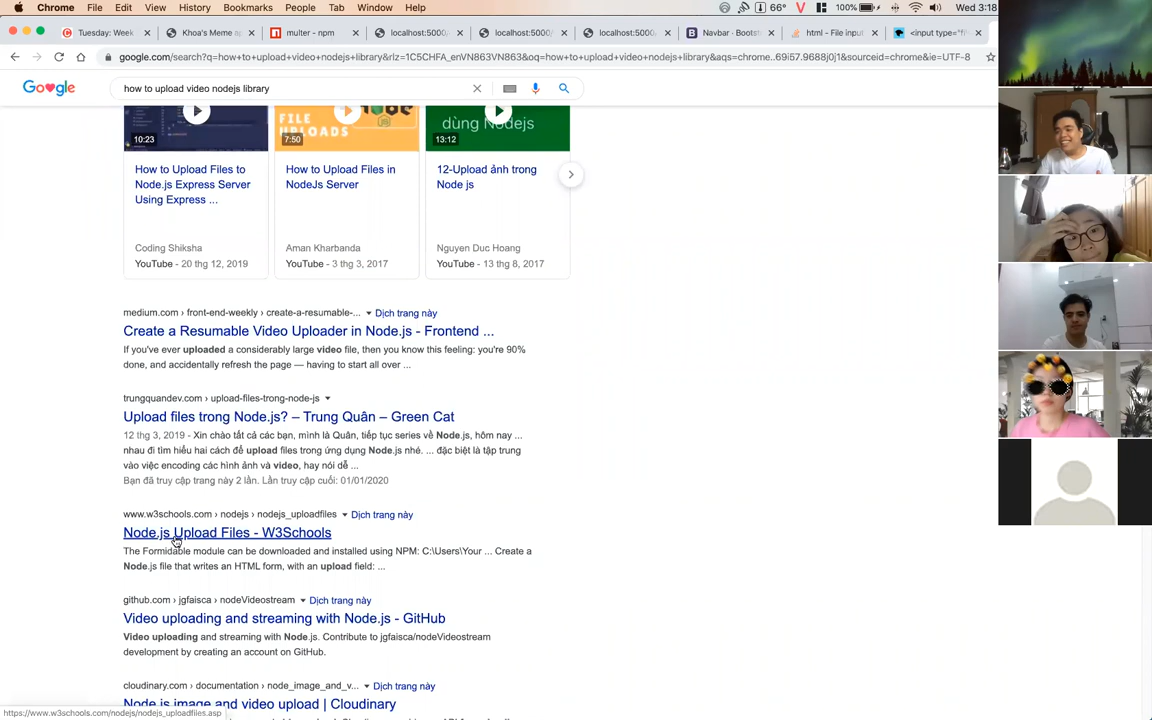 Chrome File Edit View History Bookmarks People Tab Window Help 66° 100% Wed 3:18
Tuesday: Week Khoa's Meme ap multer - npm localhost:5000/ localhost:5000/ localhost:5000/ Navbar · Bootst html - File input <input type="f
google.com/search?q=how+to+upload+video+nodejs+library&rlz=1C5CHFA_enVN863VN863&oq=how+to+upload+video+nodejs+library&aqs=chrome..69i57.9688j0j1&sourceid=chrome&ie=UTF-8
how to upload video nodejs library
FILE UPLOADS
dùng Nodejs
10:23 7:50 13:12
How to Upload Files to
Node.js Express Server
Using Express ...
Coding Shiksha
YouTube - 20 thg 12, 2019
How to Upload Files in
NodeJs Server
Aman Kharbanda
YouTube - 3 thg 3, 2017
12-Upload ảnh trong
Node js
Nguyen Duc Hoang
YouTube - 13 thg 8, 2017
medium.com › front-end-weekly › create-a-resumable-... Dịch trang này
Create a Resumable Video Uploader in Node.js - Frontend ...
If you've ever uploaded a considerably large video file, then you know this feeling: you're 90%
done, and accidentally refresh the page — having to start all over ...
trungquandev.com › upload-files-trong-node-js
Upload files trong Node.js? – Trung Quân – Green Cat
12 thg 3, 2019 - Xin chào tất cả các bạn, mình là Quân, tiếp tục series về Node.js, hôm nay ...
nhau đi tìm hiểu hai cách để upload files trong ứng dụng Node.js nhé. ... đặc biệt là tập trung
vào việc encoding các hình ảnh và video, hay nói dễ ...
Bạn đã truy cập trang này 2 lần. Lần truy cập cuối: 01/01/2020
www.w3schools.com › nodejs › nodejs_uploadfiles Dịch trang này
Node.js Upload Files - W3Schools
The Formidable module can be downloaded and installed using NPM: C:\Users\Your ... Create a
Node.js file that writes an HTML form, with an upload field: ...
github.com › jgfaisca › nodeVideostream Dịch trang này
Video uploading and streaming with Node.js - GitHub
Video uploading and streaming with Node.js. Contribute to jgfaisca/nodeVideostream
development by creating an account on GitHub.
cloudinary.com › documentation › node_image_and_v... Dịch trang này
Node.js image and video upload | Cloudinary
https://www.w3schools.com/nodejs/nodejs_uploadfiles.asp